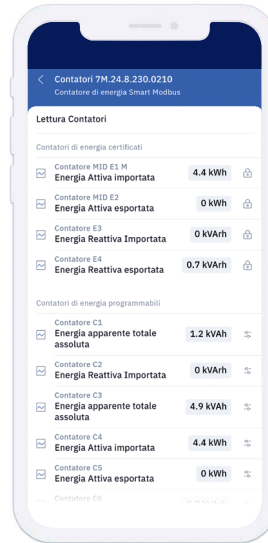 Contatori 7M.24.8.230.0210
Contatore di energia Smart Modbus
Lettura Contatori
Contatori di energia certificati
Contatore MID E1 M
Energia Attiva importata
4.4 kWh
Contatore MID E2
Energia Attiva esportata
0 kWh
Contatore E3
Energia Reattiva Importata
0 kVArh
Contatore E4
Energia Reattiva esportata
0.7 kVArh
Contatori di energia programmabili
Contatore C1
Energia apparente totale
assoluta
1.2 kVAh
Contatore C2
Energia Reattiva Importata
0 kVArh
Contatore C3
Energia apparente totale
assoluta
4.9 kVAh
Contatore C4
Energia Attiva importata
4.4 kWh
Contatore C5
Energia Attiva esportata
0 kWh
Contatore C6